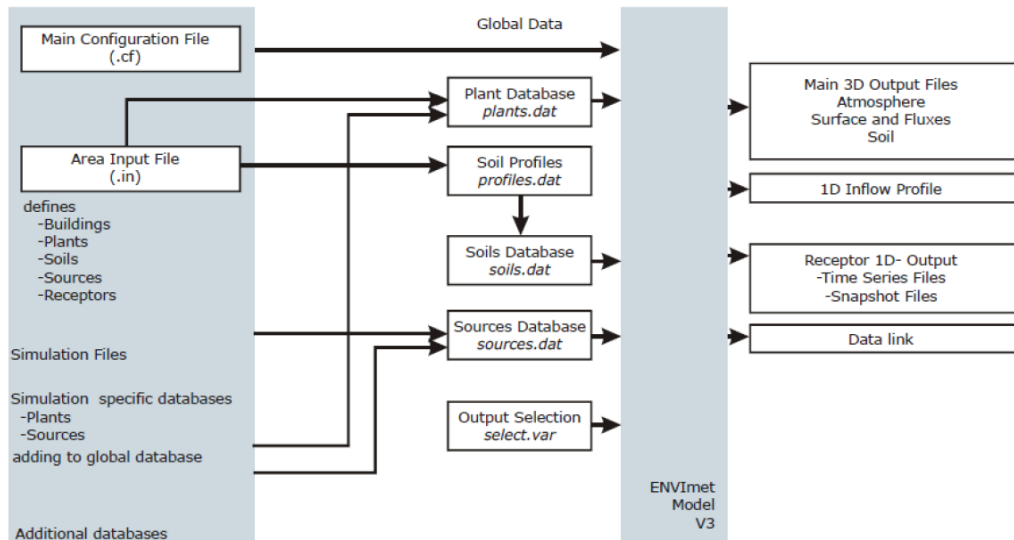 Global Data
Main Configuration File
(.cf)
Plant Database
plants.dat
Main 3D Output Files
Atmosphere
Surface and Fluxes
Soil
Area Input File
(.in)
Soil Profiles
profiles.dat
1D Inflow Profile
defines
-Buildings
-Plants
-Soils
-Sources
-Receptors
Soils Database
soils.dat
Receptor 1D- Output
-Time Series Files
-Snapshot Files
Sources Database
sources.dat
Data link
Simulation Files
Simulation specific databases
-Plants
-Sources
adding to global database
Output Selection
select.var
ENVImet
Model
V3
Additional databases